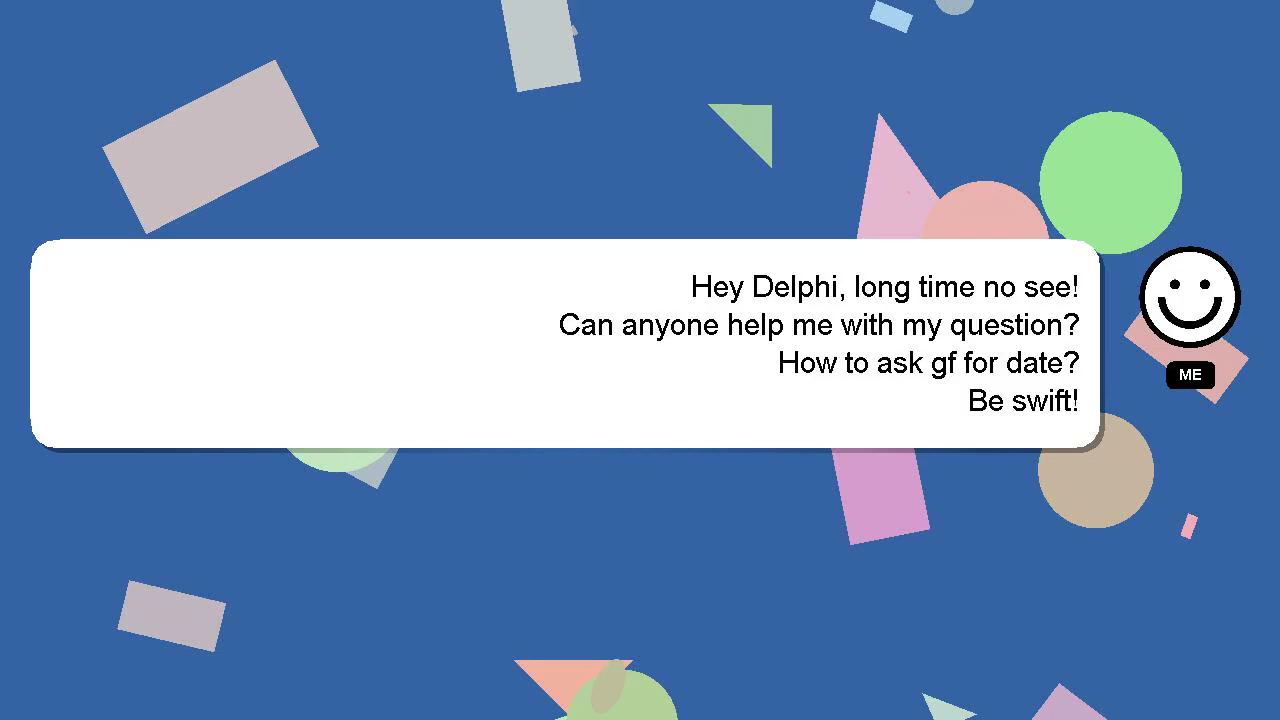 Hey Delphi, long time no see!
Can anyone help me with my question?
How to ask gf for date?
Be swift!
ME